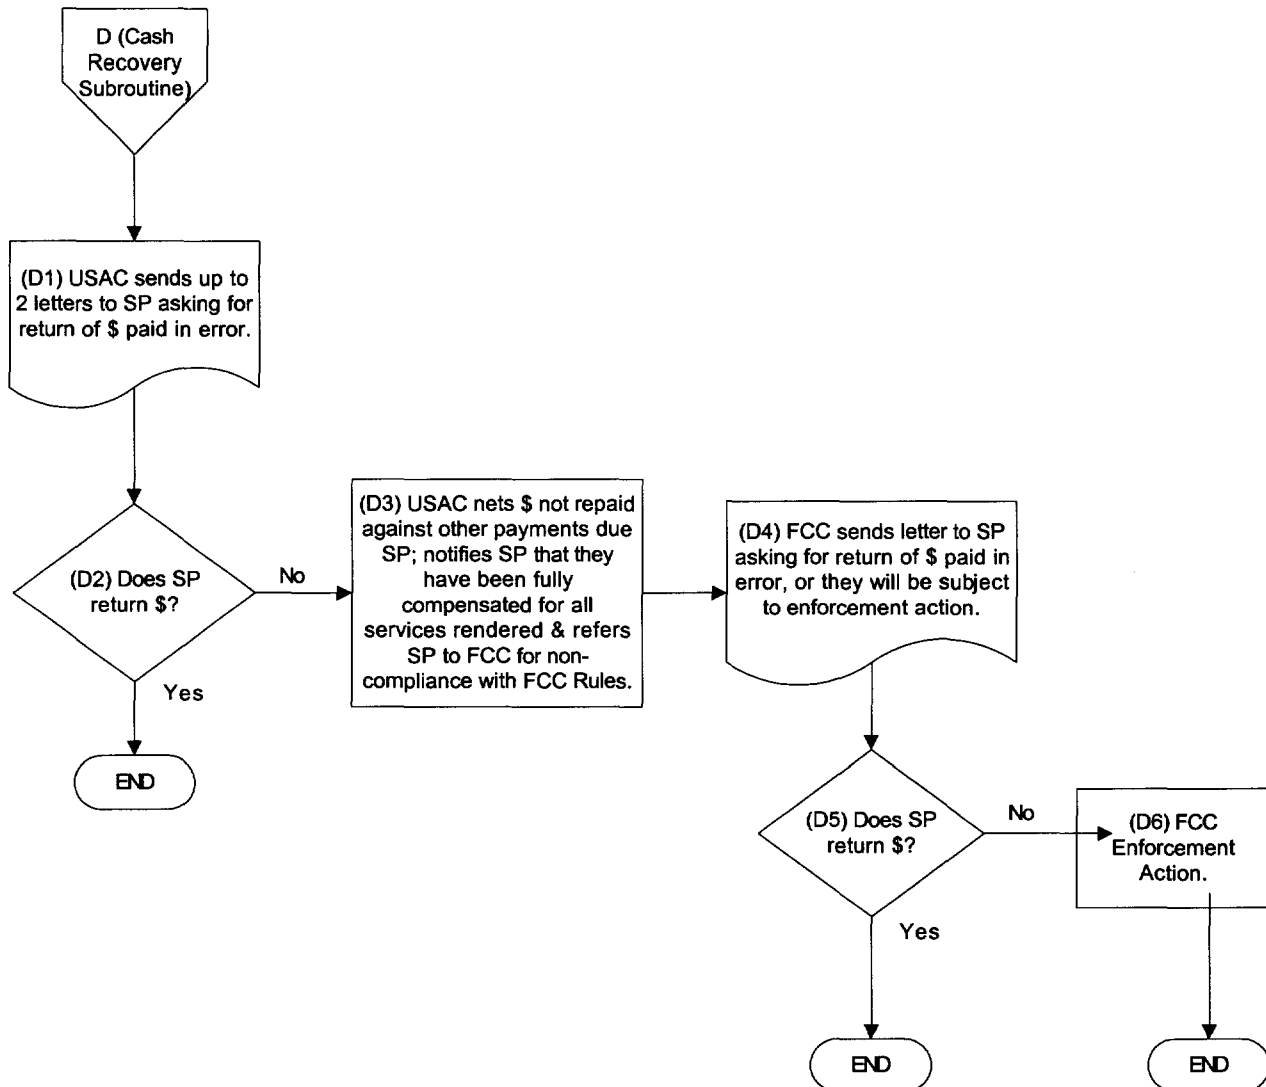 D (Cash
Recovery
Subroutine)
(D1) USAC sends up to
2 letters to SP asking for
return of $ paid in error.
(D2) Does SP
return $?
No
Yes
END
(D3) USAC nets $ not repaid
against other payments due
SP; notifies SP that they
have been fully
compensated for all
services rendered & refers
SP to FCC for non-
compliance with FCC Rules.
(D4) FCC sends letter to SP
asking for return of $ paid in
error, or they will be subject
to enforcement action.
(D5) Does SP
return $?
No
Yes
(D6) FCC
Enforcement
Action.
END
END